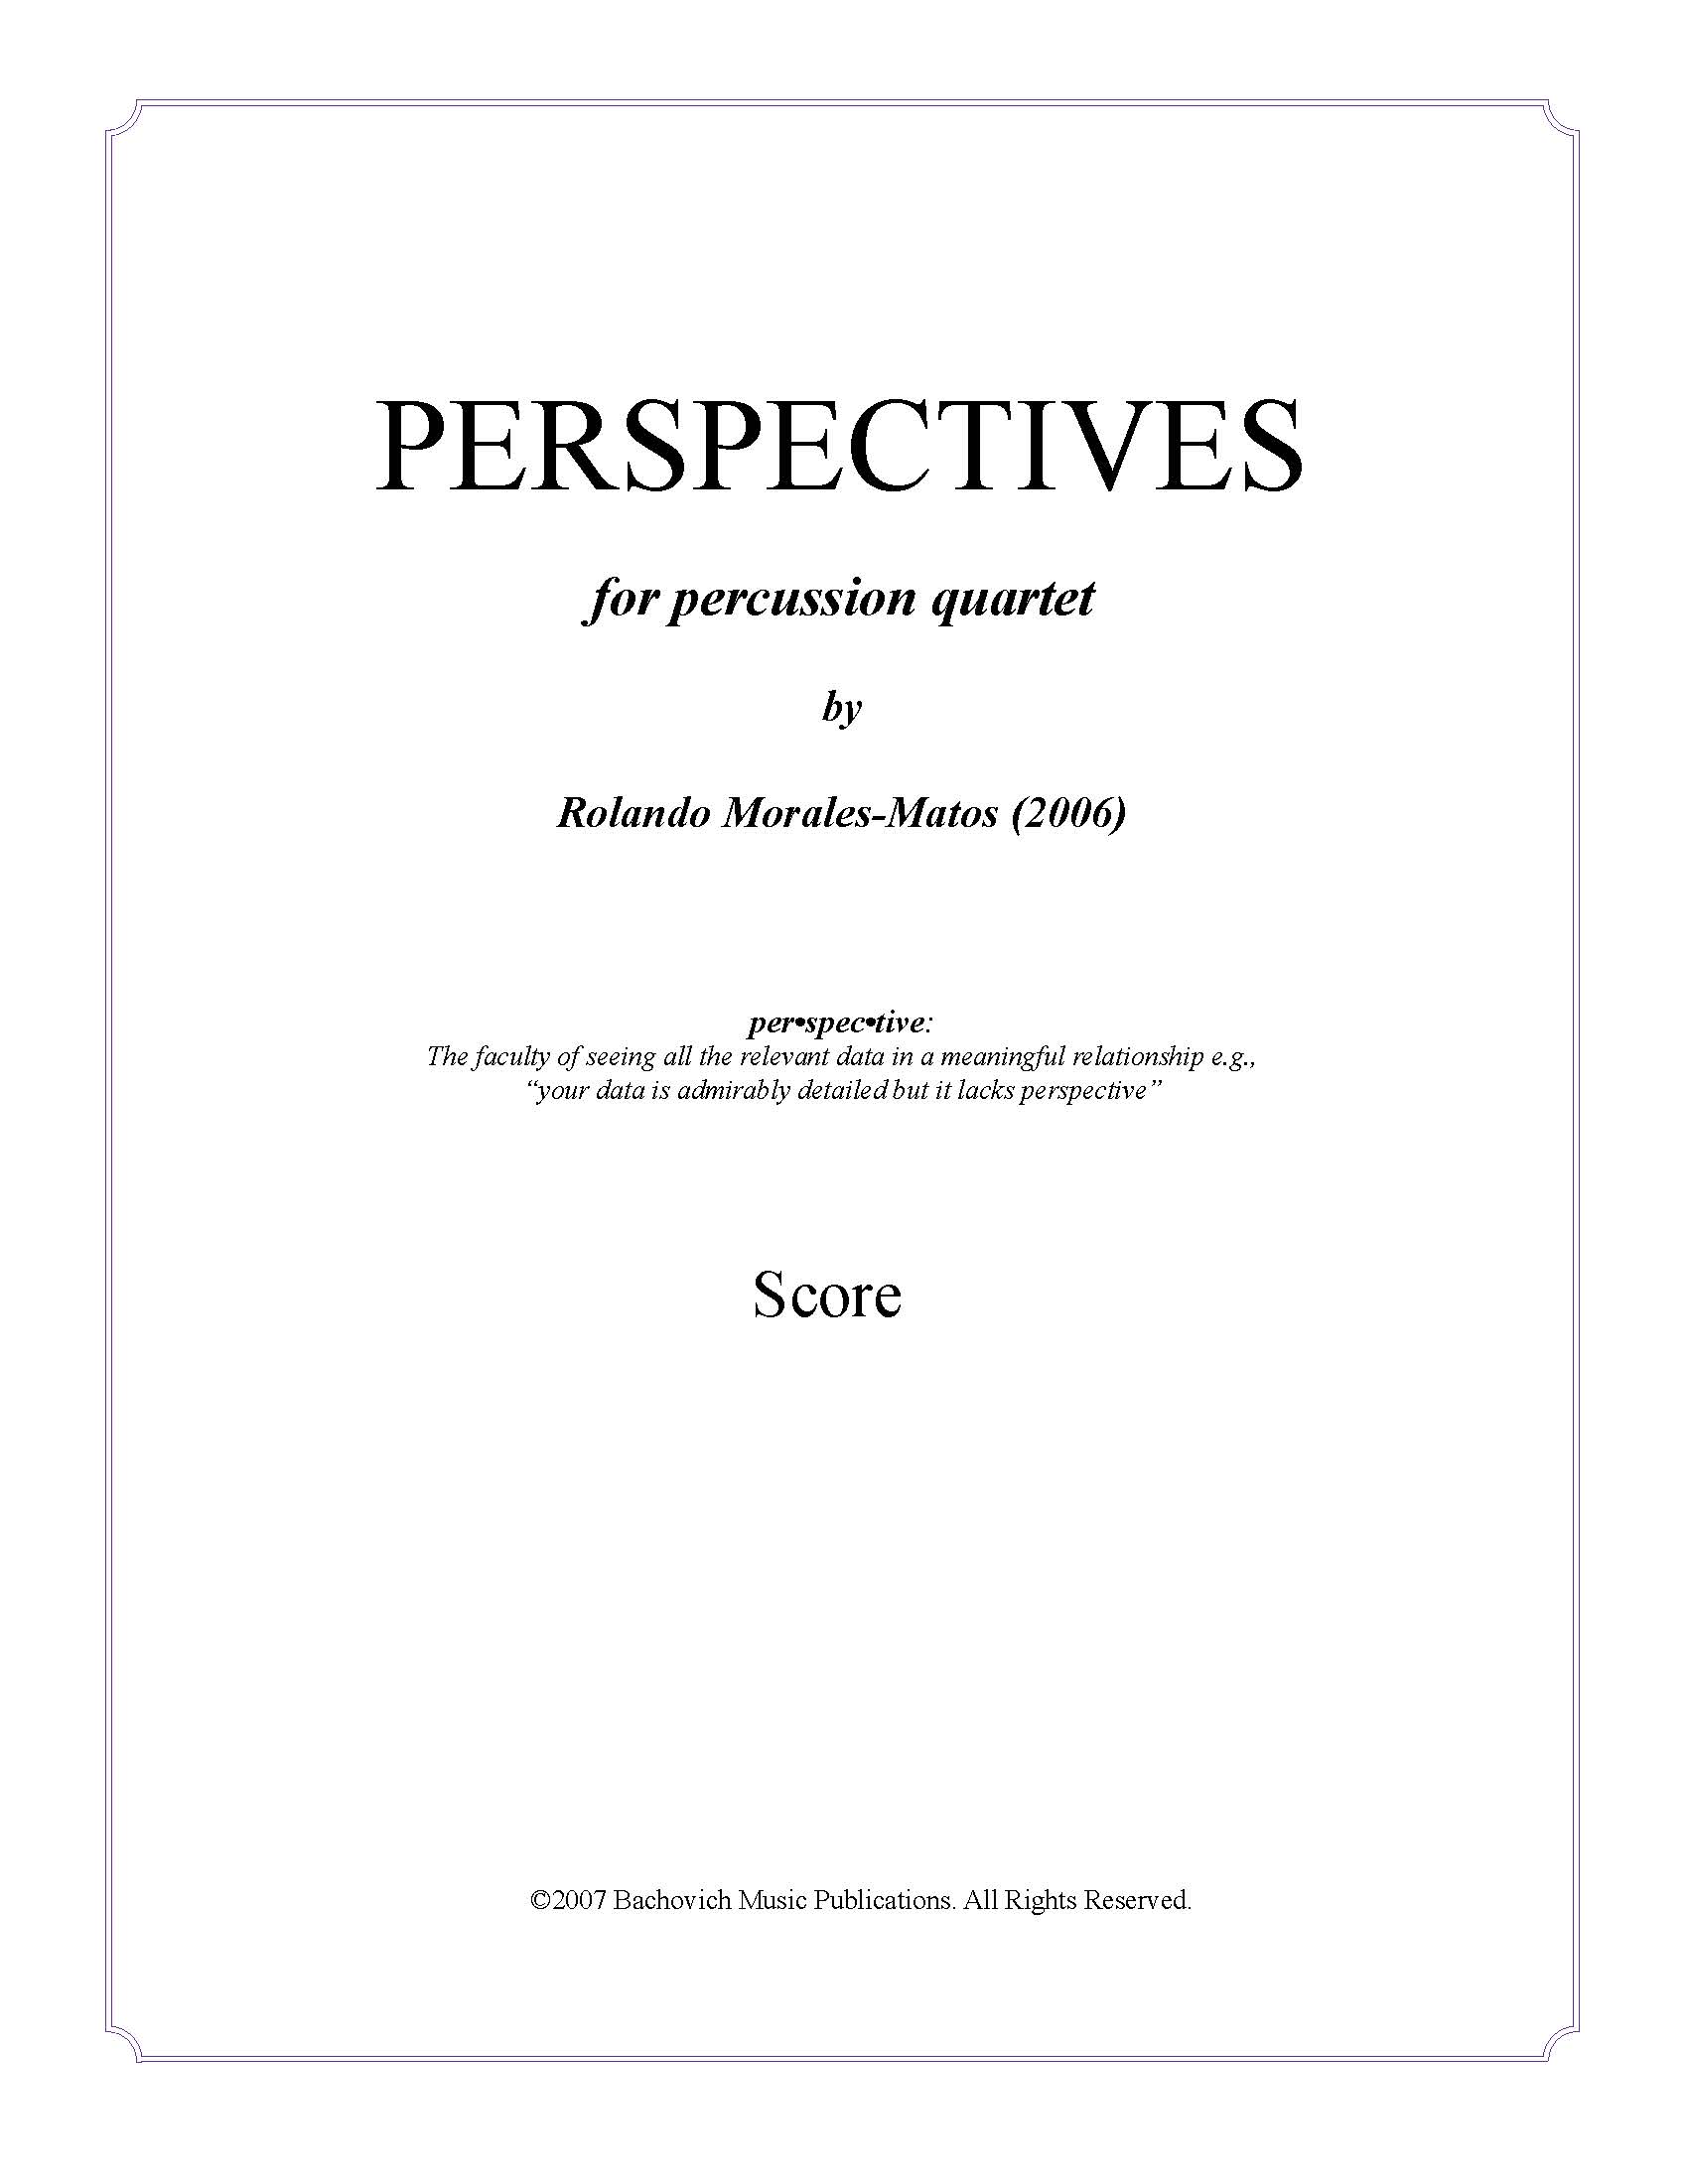 PERSPECTIVES
for percussion quartet
by
Rolando Morales-Matos (2006)
per•spec•tive:
The faculty of seeing all the relevant data in a meaningful relationship e.g.,
“your data is admirably detailed but it lacks perspective”
Score
©2007 Bachovich Music Publications. All Rights Reserved.